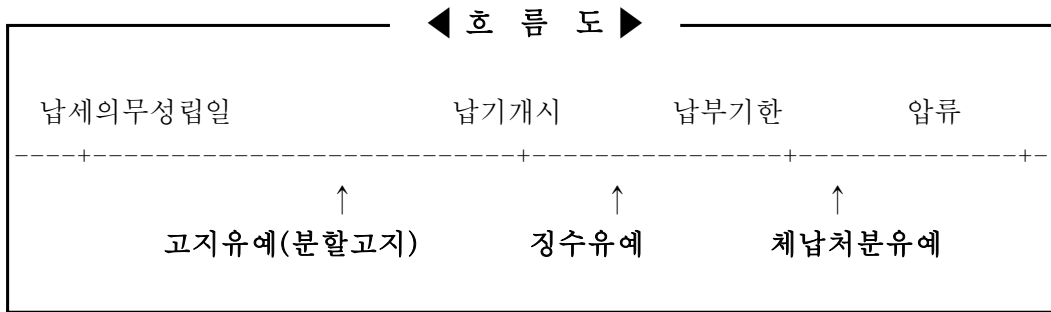 ◀ 흐 름 도 ▶
납세의무성립일 납기개시 납부기한 압류
----+---------------------------+----------------+--------------+-
↑ ↑ ↑
고지유예(분할고지) 징수유예 체납처분유예